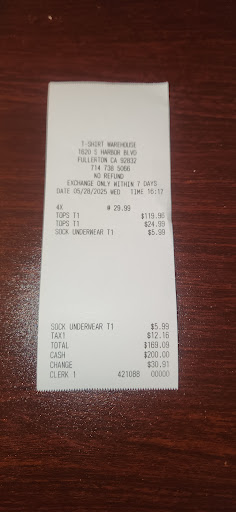 T-SHIRT WAREHOUSE
1820 S HARBOR BLVD
FULLERTON CA 92832
714 738 5066
NO REFUND
EXCHANGE ONLY WITHIN 7 DAYS
DATE 05/28/2025 WED TIME 16:17
4X @ 29.99
TOPS T1 $119.96
TOPS T1 $24.99
SOCK UNDERWEAR T1 $5.99
SOCK UNDERWEAR T1 $5.99
TAX1 $12.16
TOTAL $169.09
CASH $200.00
CHANGE $30.91
CLERK 1 421088 00000